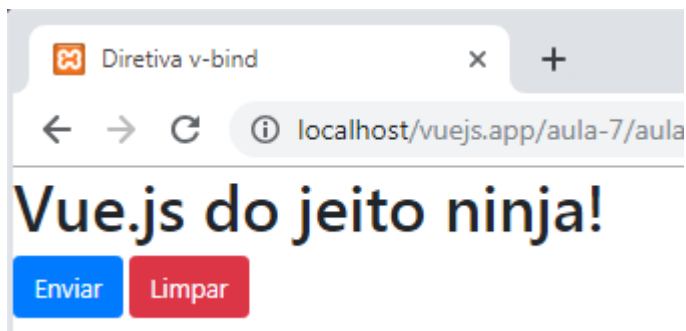 Diretiva v-bind
localhost/vuejs.app/aula-7/aula
Vue.js do jeito ninja!
Enviar Limpar